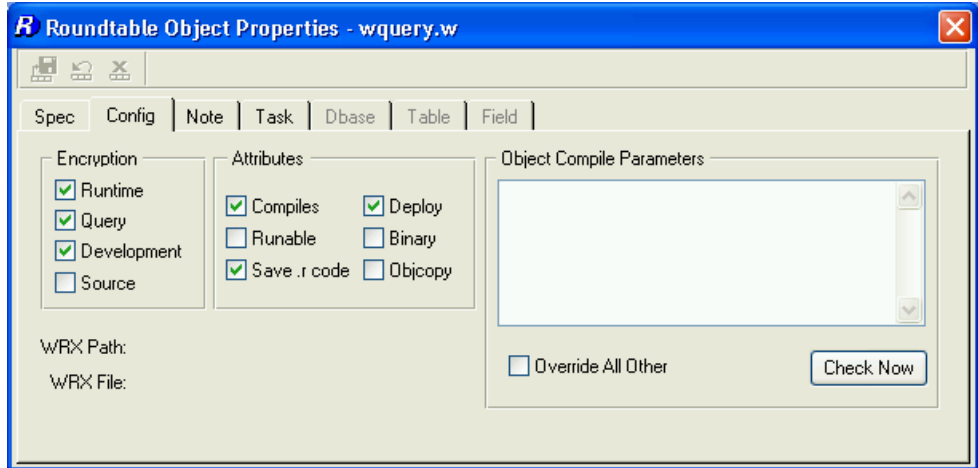 R Roundtable Object Properties - wquery.w
Spec Config Note Task Dbase Table Field
Encryption Attributes Object Compile Parameters
Runtime
Compiles Deploy
Query
Runable Binary
Development
Save .r code Objcopy
Source
WRX Path:
Override All Other Check Now
WRX File: